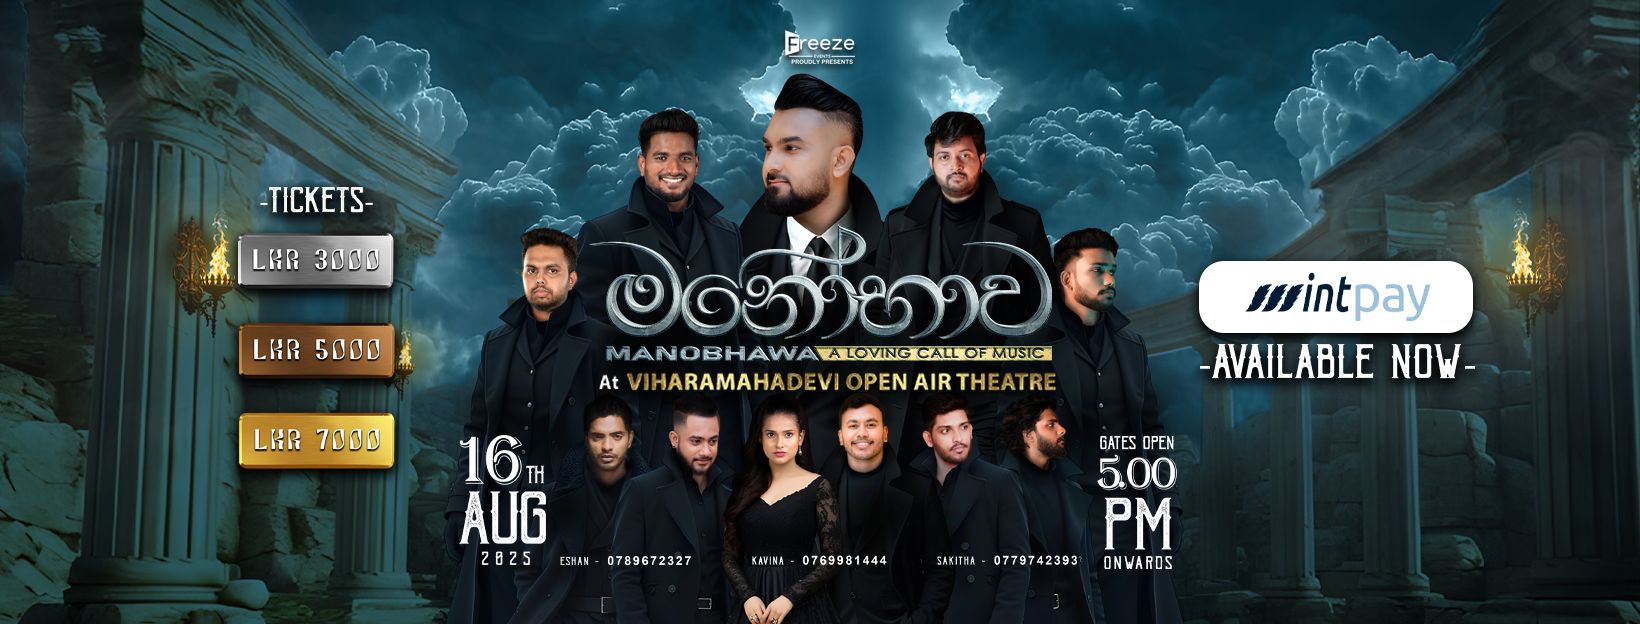 Freeze
EVENTS
PROUDLY PRESENTS
-TICKETS-
LKR 3000
LKR 5000
LKR 7000
මනෝභාව
MANOBHAWA A LOVING CALL OF MUSIC
At VIHARAMAHADEVI OPEN AIR THEATRE
mintpay
-AVAILABLE NOW-
16TH
AUG
2025
GATES OPEN
5.00
PM
ONWARDS
ESHAN - 0789672327
KAVINA - 0769981444
SAKITHA - 0779742393